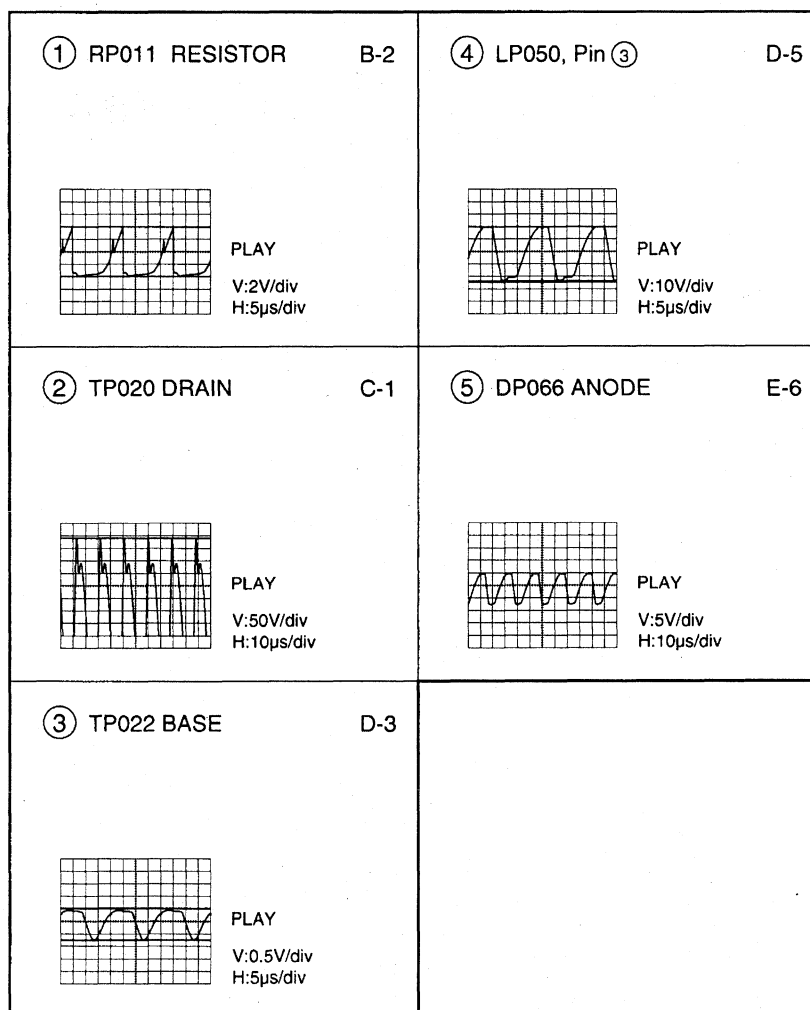 ① RP011 RESISTOR B-2
PLAY
V:2V/div
H:5µs/div
② TP020 DRAIN C-1
PLAY
V:50V/div
H:10µs/div
③ TP022 BASE D-3
PLAY
V:0.5V/div
H:5µs/div
④ LP050, Pin ③ D-5
PLAY
V:10V/div
H:5µs/div
⑤ DP066 ANODE E-6
PLAY
V:5V/div
H:10µs/div